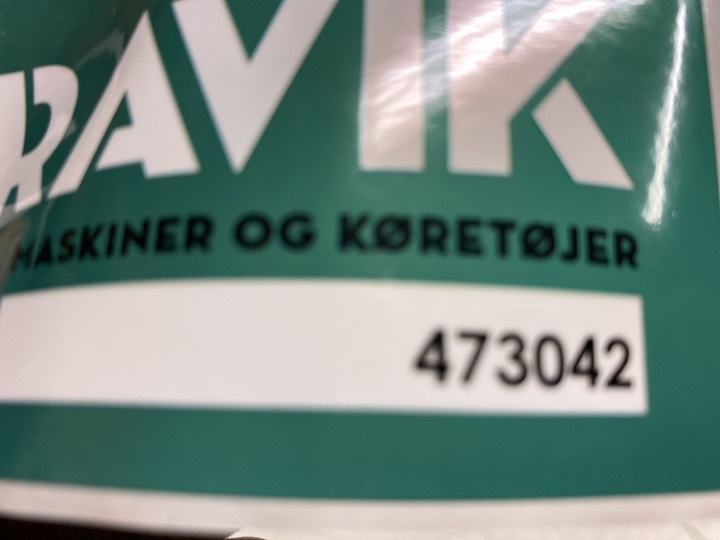 RAVIK
MASKINER OG KØRETØJER
473042